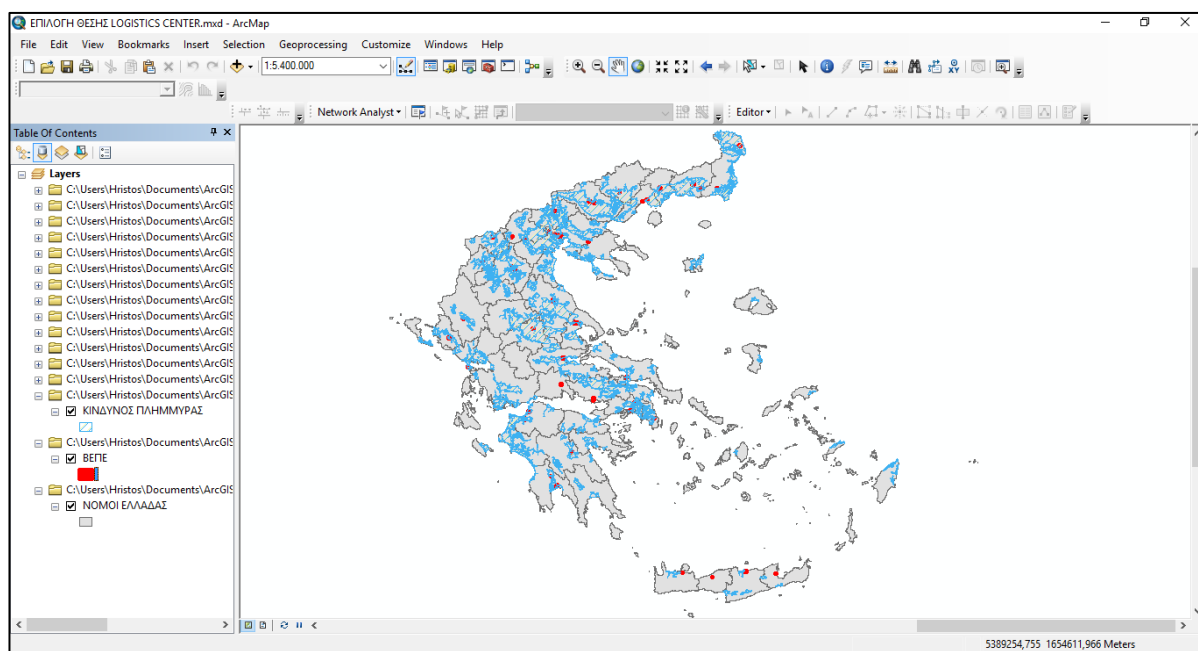 ΕΠΙΛΟΓΗ ΘΕΣΗΣ LOGISTICS CENTER.mxd - ArcMap
File Edit View Bookmarks Insert Selection Geoprocessing Customize Windows Help
1:5.400.000
Network Analyst Editor
Table Of Contents
Layers
C:\Users\Hristos\Documents\ArcGIS
C:\Users\Hristos\Documents\ArcGIS
C:\Users\Hristos\Documents\ArcGIS
C:\Users\Hristos\Documents\ArcGIS
C:\Users\Hristos\Documents\ArcGIS
C:\Users\Hristos\Documents\ArcGIS
C:\Users\Hristos\Documents\ArcGIS
C:\Users\Hristos\Documents\ArcGIS
C:\Users\Hristos\Documents\ArcGIS
C:\Users\Hristos\Documents\ArcGIS
C:\Users\Hristos\Documents\ArcGIS
C:\Users\Hristos\Documents\ArcGIS
C:\Users\Hristos\Documents\ArcGIS
C:\Users\Hristos\Documents\ArcGIS
ΚΙΝΔΥΝΟΣ ΠΛΗΜΜΥΡΑΣ
C:\Users\Hristos\Documents\ArcGIS
ΒΕΠΕ
C:\Users\Hristos\Documents\ArcGIS
ΝΟΜΟΙ ΕΛΛΑΔΑΣ
5389254,755 1654611,966 Meters